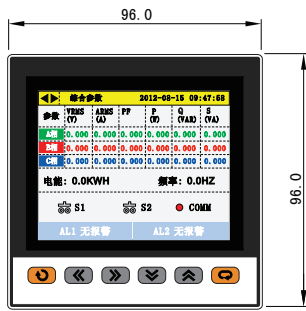 96.0
综合参数 2012-08-15 09:47:58
参数 VRMS (V) ARMS (A) PF P (W) Q (VAR) S (VA)
A相 0.000 0.000 0.000 0.000 0.000 0.000
B相 0.000 0.000 0.000 0.000 0.000 0.000
C相 0.000 0.000 0.000 0.000 0.000 0.000
电能: 0.0KWH 频率: 0.0HZ
S1 S2 COMM
AL1 无报警 AL2 无报警
96.0